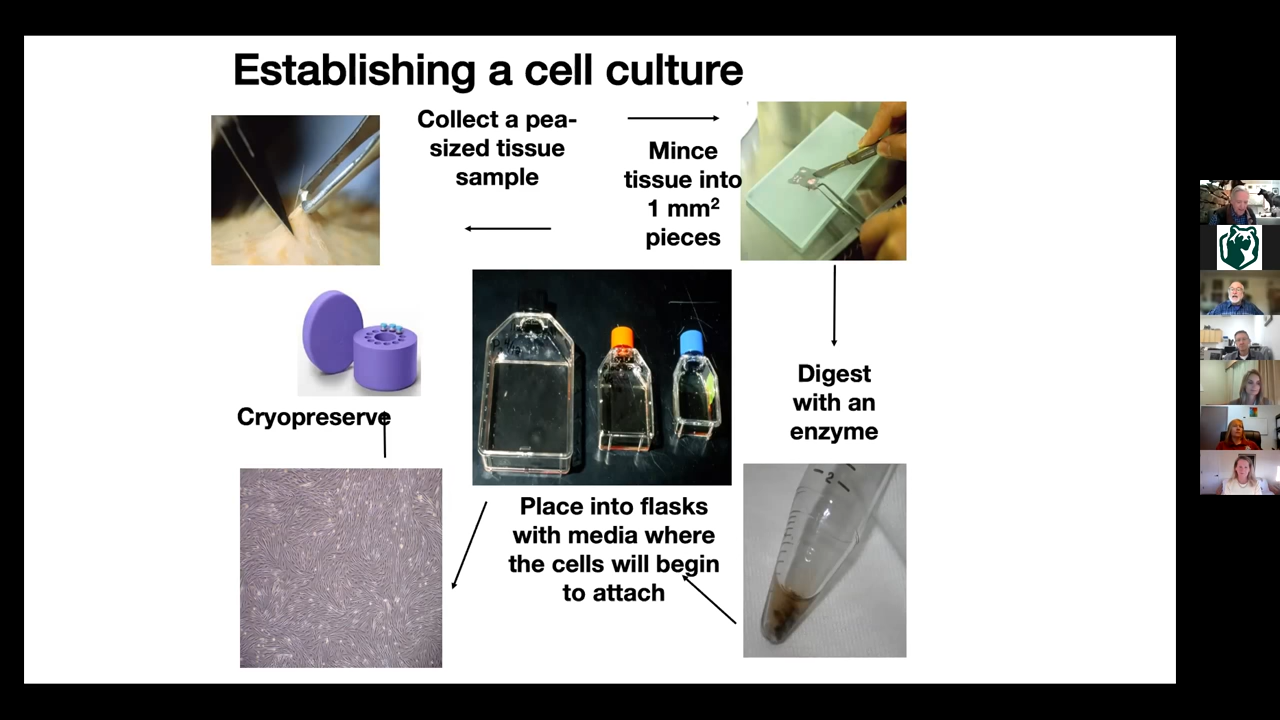 Establishing a cell culture
Collect a pea-
sized tissue
sample
Mince
tissue into
1 mm²
pieces
Digest
with an
enzyme
Place into flasks
with media where
the cells will begin
to attach
Cryopreserve
2